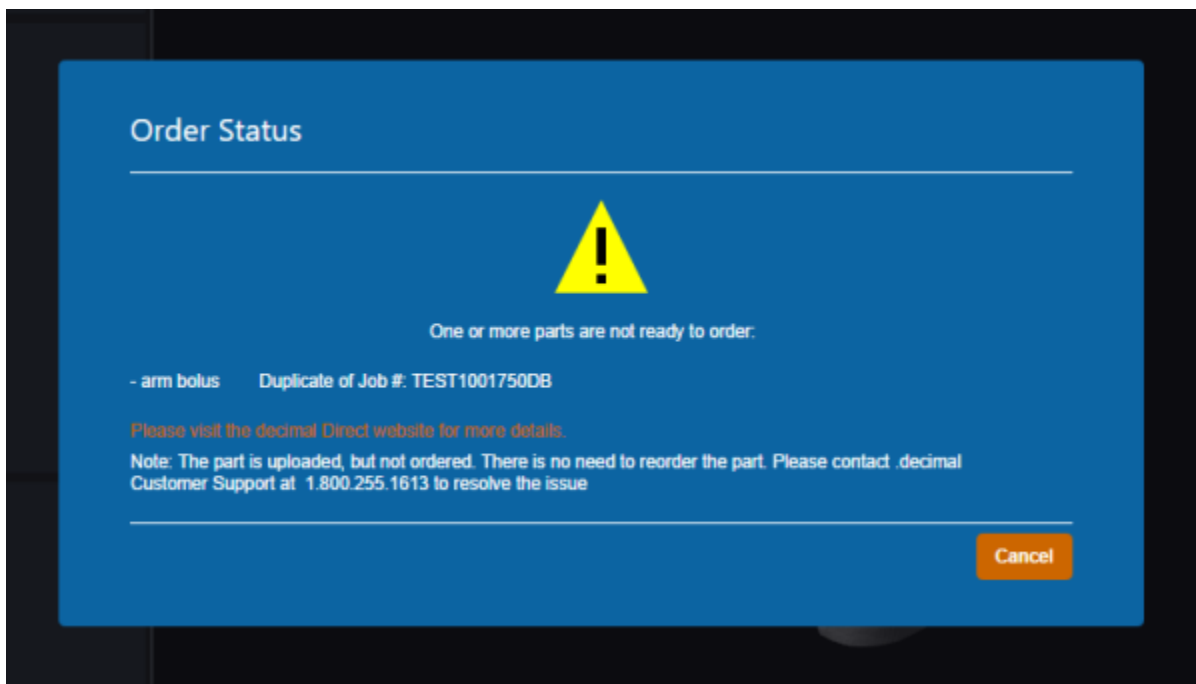 Order Status
!
One or more parts are not ready to order:
- arm bolus Duplicate of Job #: TEST1001750DB
Please visit the decimal Direct website for more details.
Note: The part is uploaded, but not ordered. There is no need to reorder the part. Please contact .decimal
Customer Support at 1.800.255.1613 to resolve the issue
Cancel